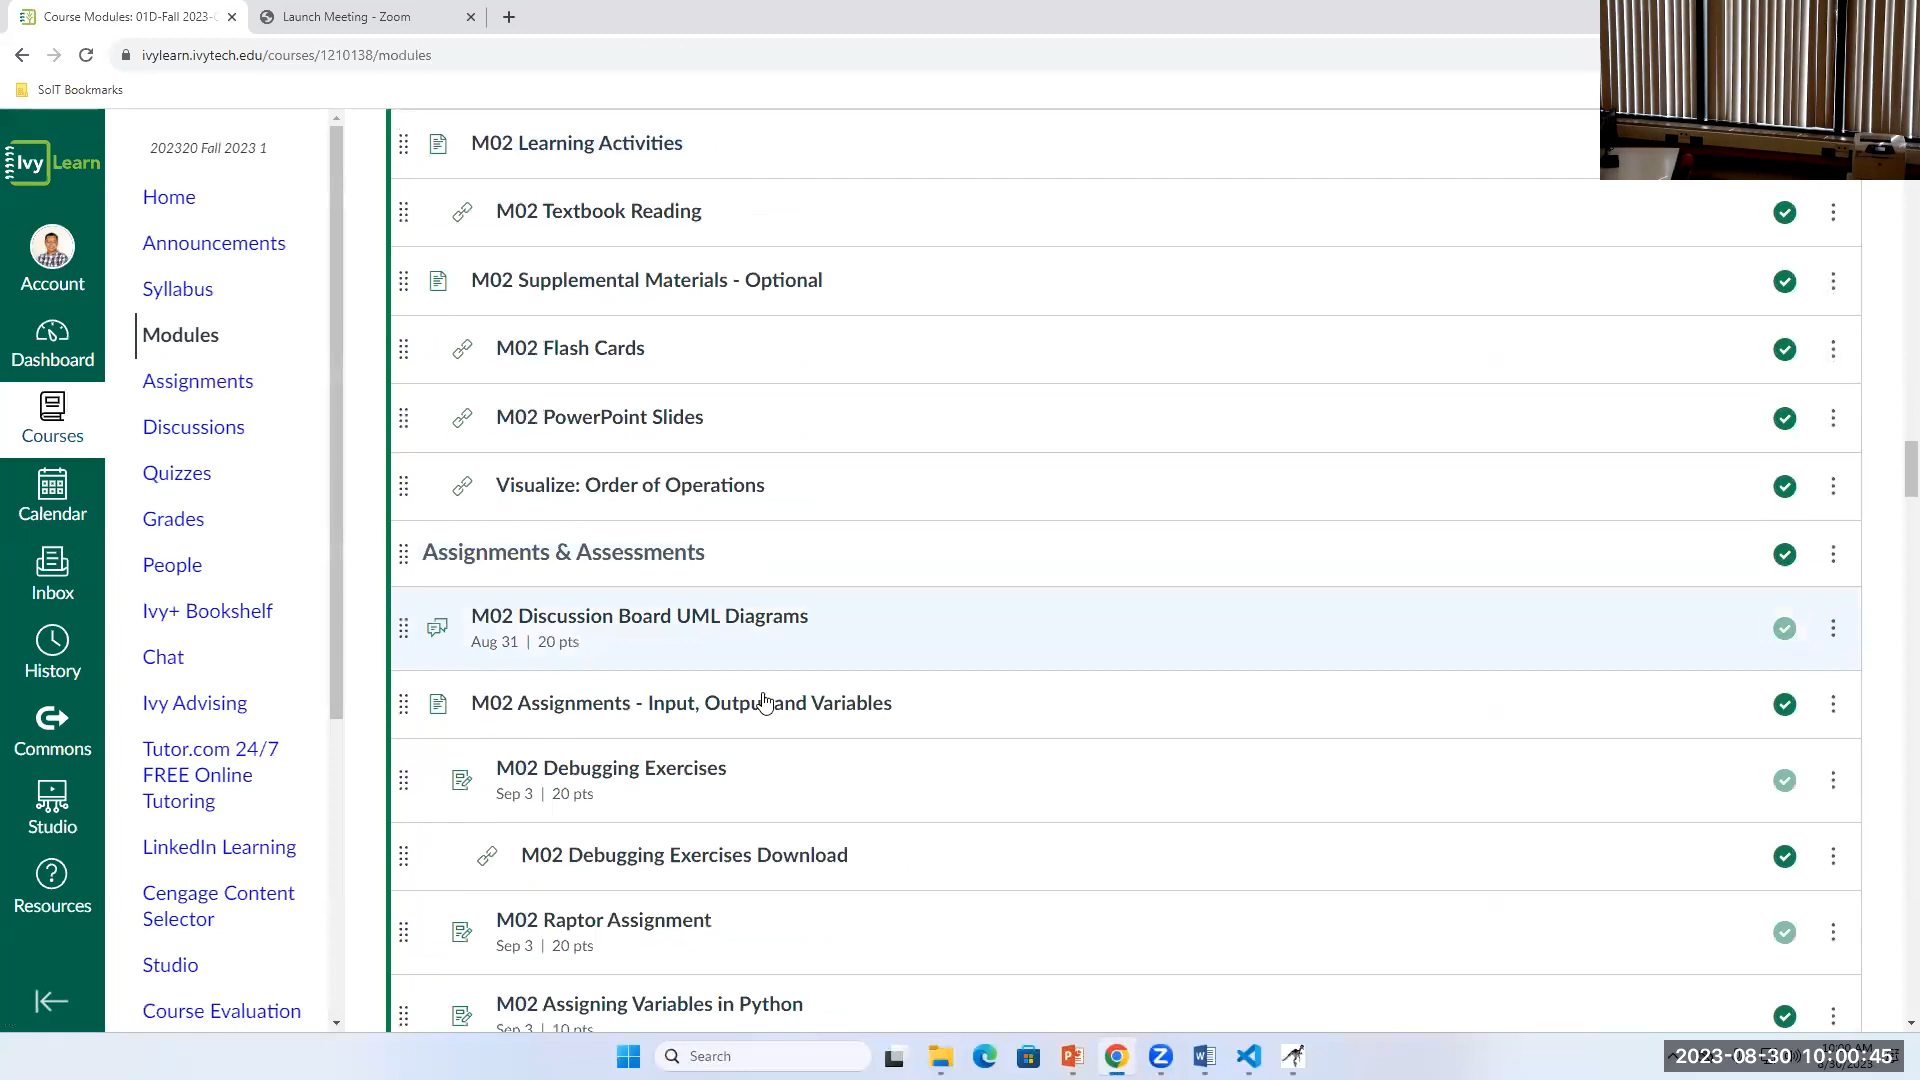 Course Modules: 01D-Fall 2023-C
Launch Meeting - Zoom
ivylearn.ivytech.edu/courses/1210138/modules
SoIT Bookmarks
Ivy Learn
Account
Dashboard
Courses
Calendar
Inbox
History
Commons
Studio
Resources
202320 Fall 2023 1
Home
Announcements
Syllabus
Modules
Assignments
Discussions
Quizzes
Grades
People
Ivy+ Bookshelf
Chat
Ivy Advising
Tutor.com 24/7
FREE Online
Tutoring
LinkedIn Learning
Cengage Content
Selector
Studio
Course Evaluation
M02 Learning Activities
M02 Textbook Reading
M02 Supplemental Materials - Optional
M02 Flash Cards
M02 PowerPoint Slides
Visualize: Order of Operations
Assignments & Assessments
M02 Discussion Board UML Diagrams
Aug 31 | 20 pts
M02 Assignments - Input, Output and Variables
M02 Debugging Exercises
Sep 3 | 20 pts
M02 Debugging Exercises Download
M02 Raptor Assignment
Sep 3 | 20 pts
M02 Assigning Variables in Python
Sep 3 | 10 pts
Search
2023-08-30 10:00:45